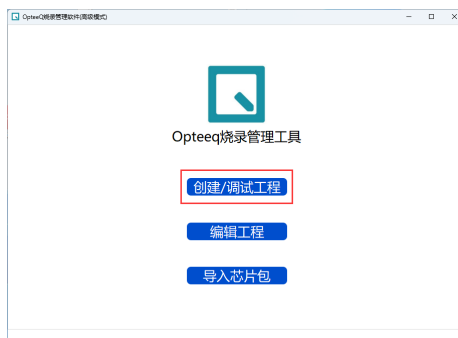 OpteeQ烧录管理软件(高级模式)
Opteeq烧录管理工具
创建/调试工程
编辑工程
导入芯片包